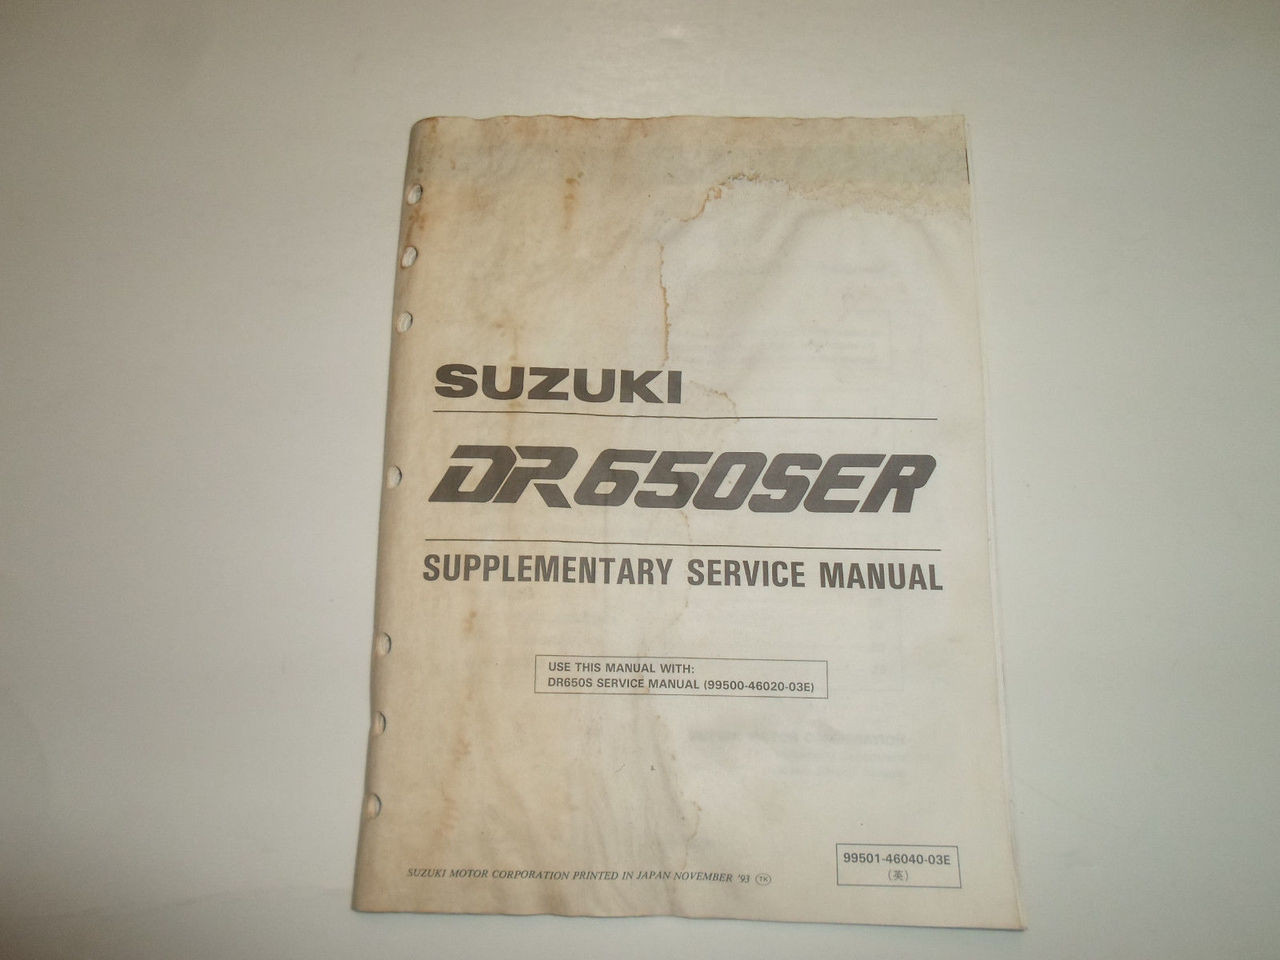 SUZUKI
DR650SER
SUPPLEMENTARY SERVICE MANUAL
USE THIS MANUAL WITH:
DR650S SERVICE MANUAL (99500-46020-03E)
99501-46040-03E
(英)
SUZUKI MOTOR CORPORATION PRINTED IN JAPAN NOVEMBER '93 TK